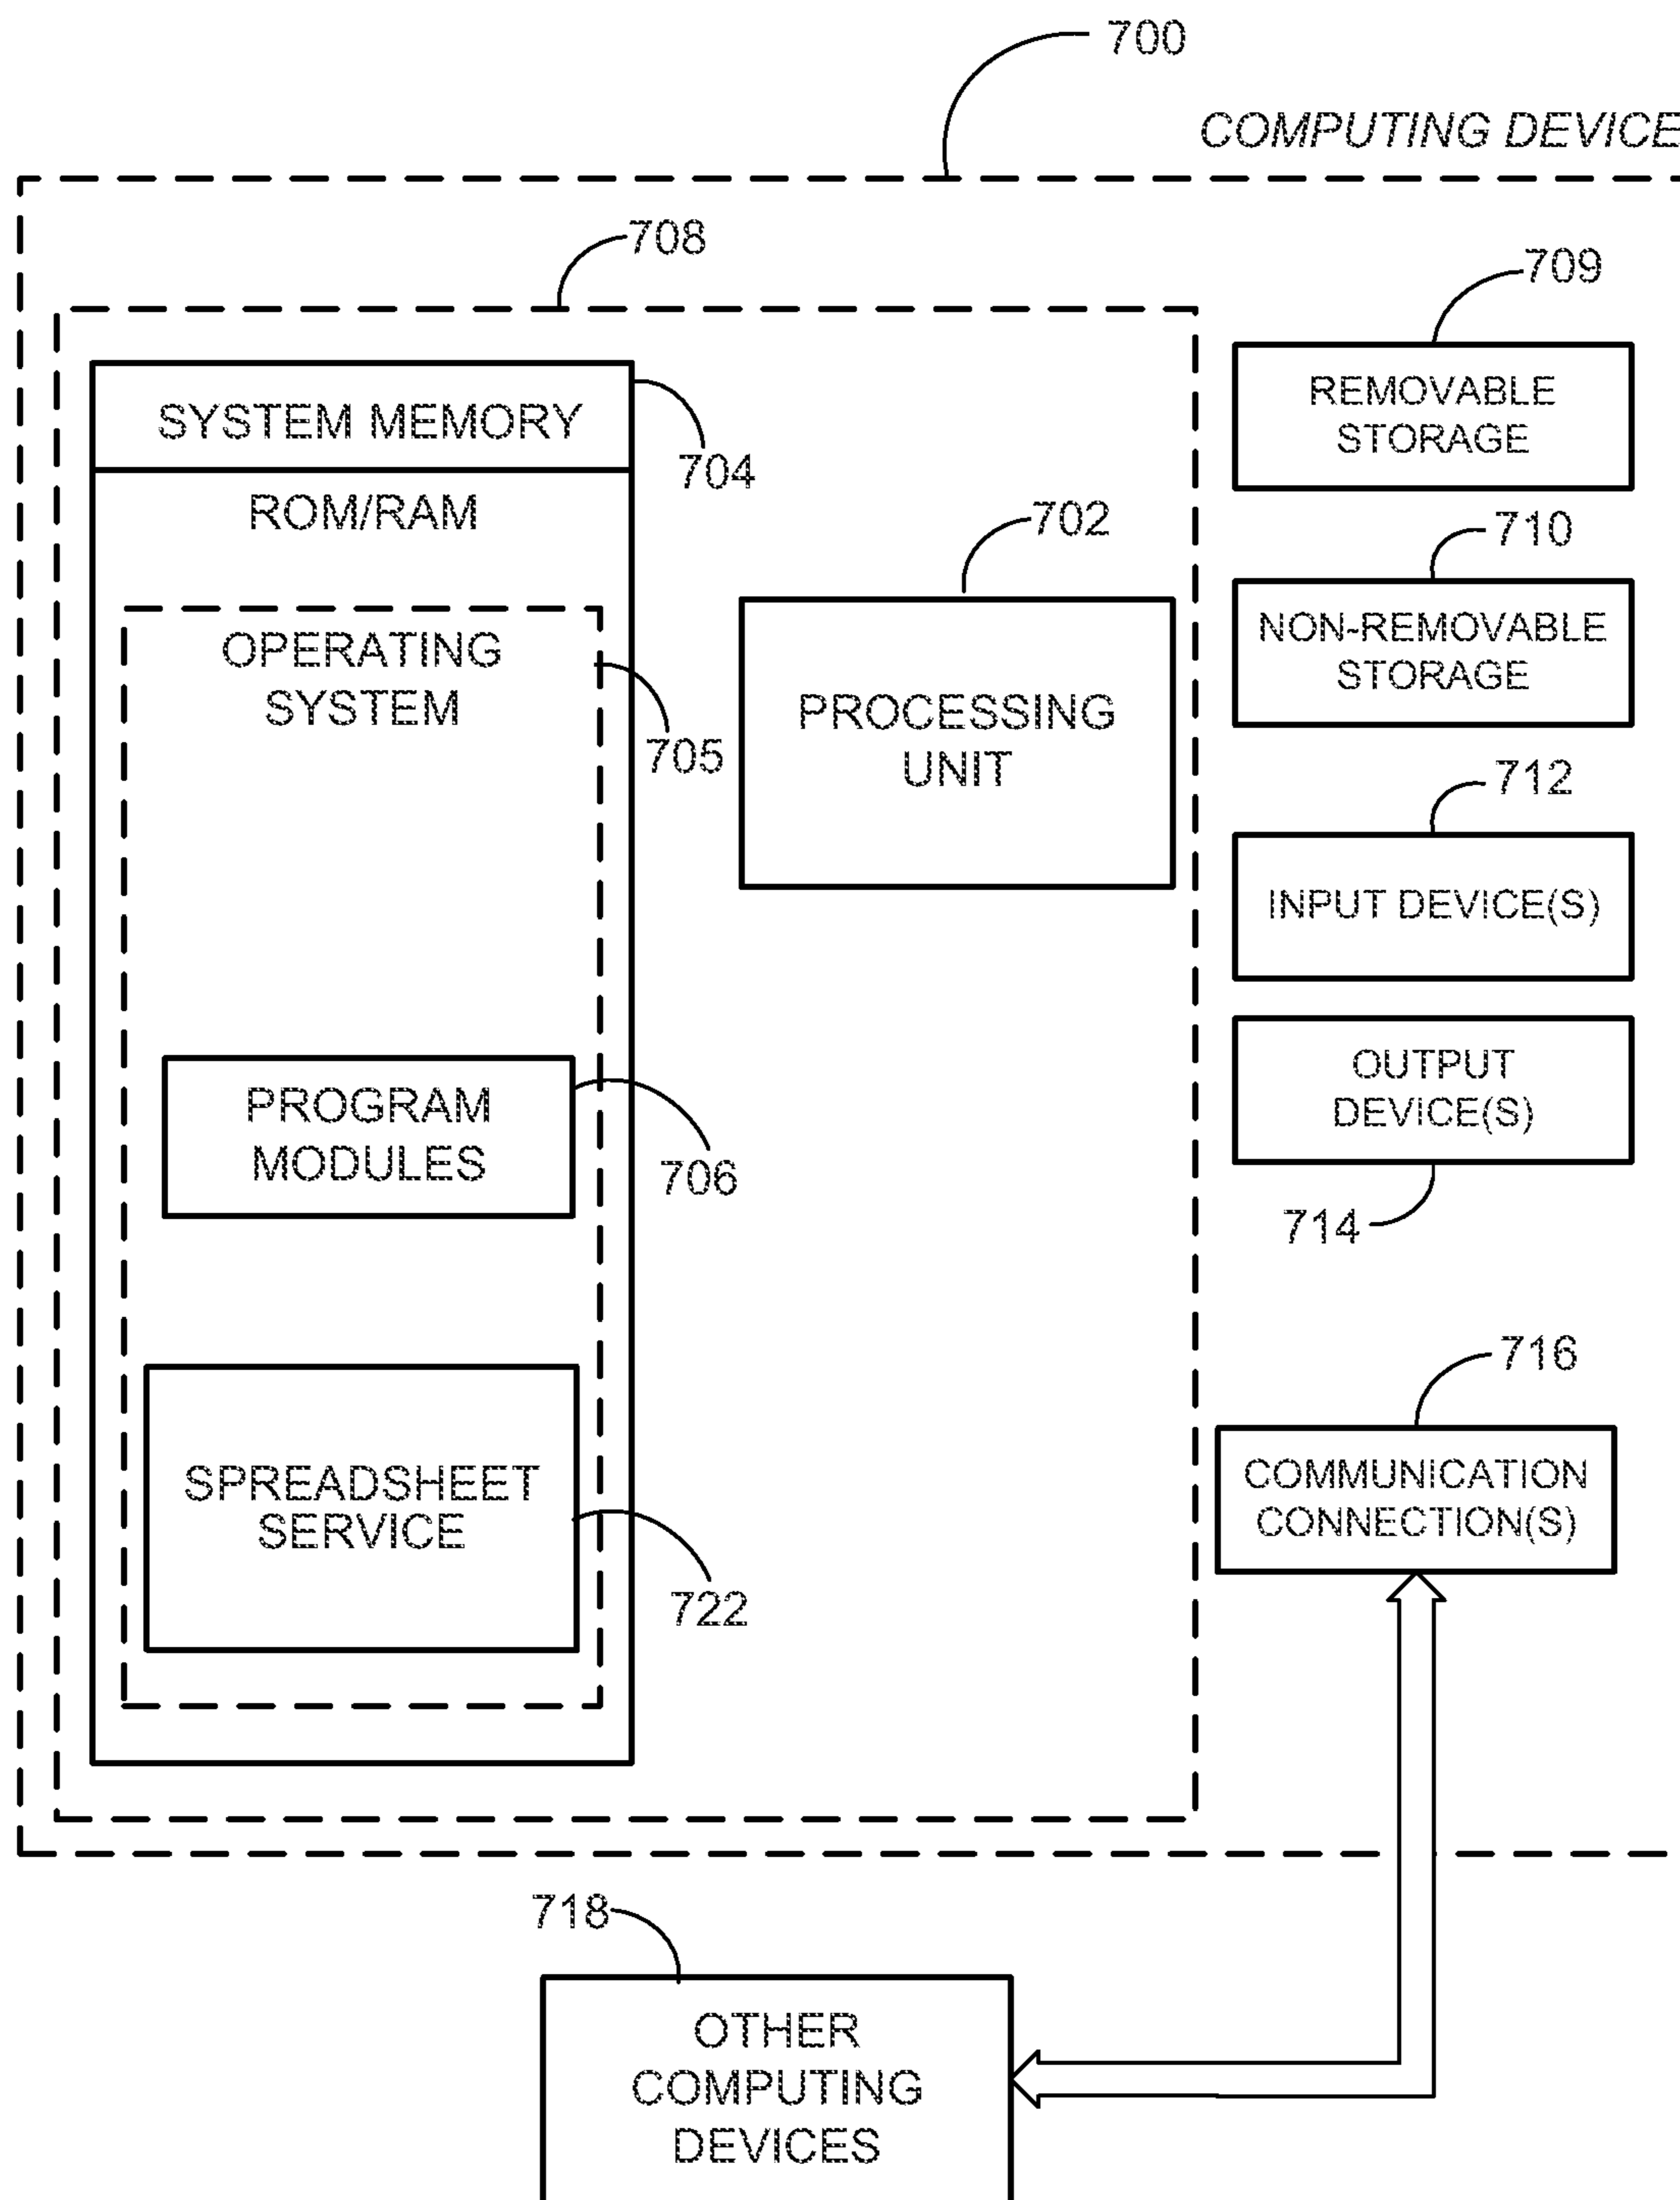 700
COMPUTING DEVICE
708
709
SYSTEM MEMORY
704
ROM/RAM
REMOVABLE
STORAGE
702
710
OPERATING
SYSTEM
705
PROCESSING
UNIT
NON-REMOVABLE
STORAGE
712
INPUT DEVICE(S)
OUTPUT
DEVICE(S)
714
PROGRAM
MODULES
706
716
SPREADSHEET
SERVICE
722
COMMUNICATION
CONNECTION(S)
718
OTHER
COMPUTING
DEVICES